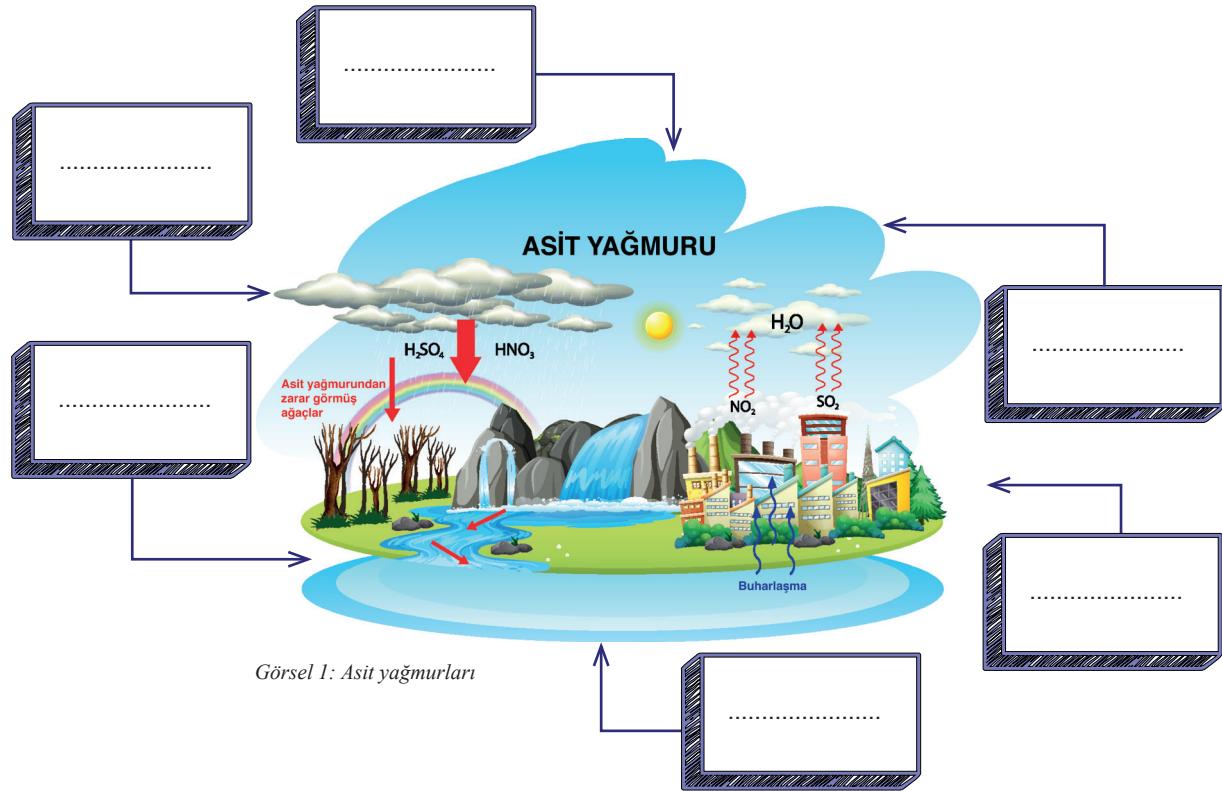 ......................
......................
ASİT YAĞMURU
H₂O
H₂SO₄ HNO₃
......................
Asit yağmurundan
zarar görmüş
ağaçlar
NO₂ SO₂
......................
Buharlaşma
......................
Görsel 1: Asit yağmurları
......................